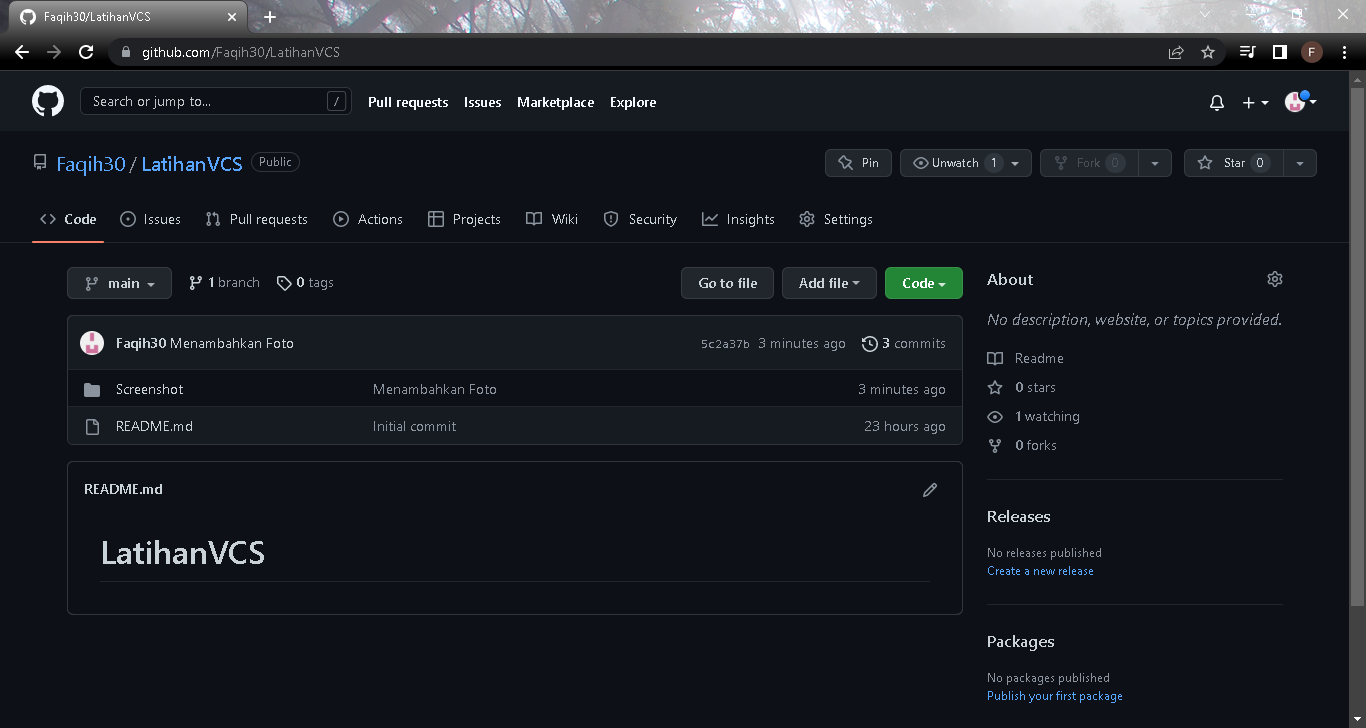 Faqih30/LatihanVCS
github.com/Faqih30/LatihanVCS
F
Search or jump to... /
Pull requests Issues Marketplace Explore
Faqih30 / LatihanVCS Public
Pin Unwatch 1 Fork 0 Star 0
Code Issues Pull requests Actions Projects Wiki Security Insights Settings
main 1 branch 0 tags Go to file Add file Code
Faqih30 Menambahkan Foto 5c2a37b 3 minutes ago 3 commits
Screenshot Menambahkan Foto 3 minutes ago
README.md Initial commit 23 hours ago
README.md
LatihanVCS
About
No description, website, or topics provided.
Readme
0 stars
1 watching
0 forks
Releases
No releases published
Create a new release
Packages
No packages published
Publish your first package